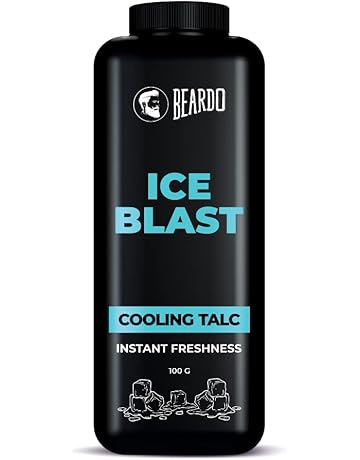 BEARDO
ICE
BLAST
COOLING TALC
INSTANT FRESHNESS
100 G